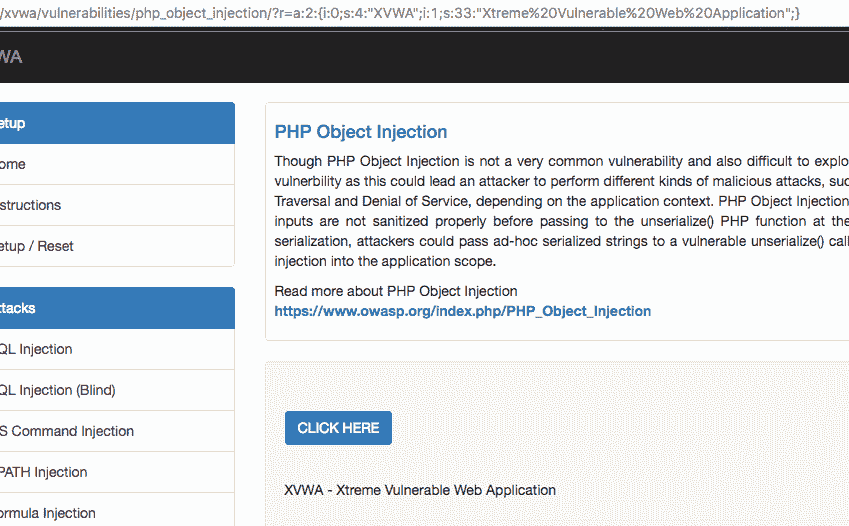 /xvwa/vulnerabilities/php_object_injection/?r=a:2:{i:0;s:4:"XVWA";i:1;s:33:"Xtreme%20Vulnerable%20Web%20Application";}
WA
etup
ome
structions
etup / Reset
ttacks
QL Injection
QL Injection (Blind)
S Command Injection
PATH Injection
ormula Injection
PHP Object Injection
Though PHP Object Injection is not a very common vulnerability and also difficult to explo
vulnerbility as this could lead an attacker to perform different kinds of malicious attacks, suc
Traversal and Denial of Service, depending on the application context. PHP Object Injection
inputs are not sanitized properly before passing to the unserialize() PHP function at the
serialization, attackers could pass ad-hoc serialized strings to a vulnerable unserialize() call
injection into the application scope.
Read more about PHP Object Injection
https://www.owasp.org/index.php/PHP_Object_Injection
CLICK HERE
XVWA - Xtreme Vulnerable Web Application